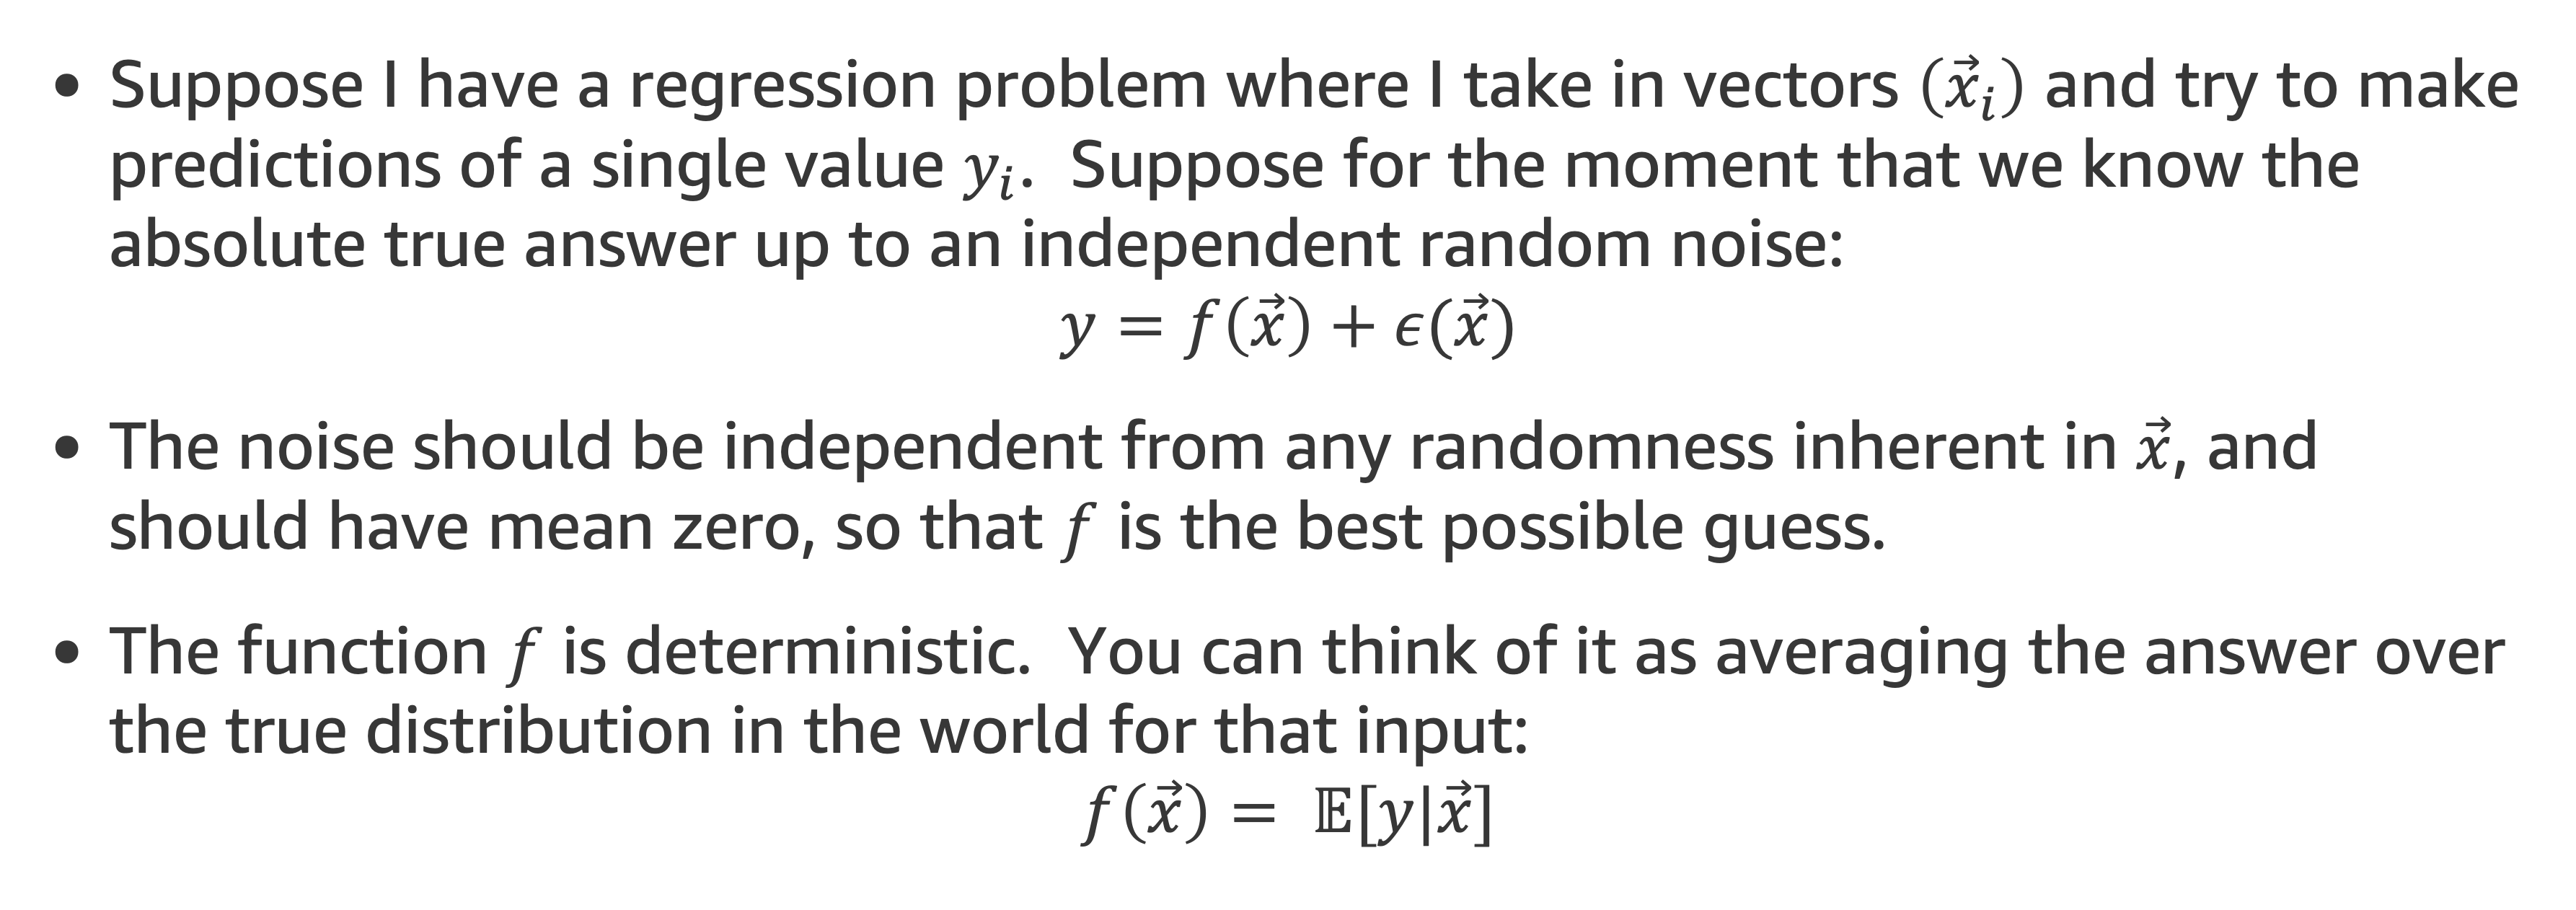 • Suppose I have a regression problem where I take in vectors (x⃗ᵢ) and try to make
predictions of a single value yᵢ.  Suppose for the moment that we know the
absolute true answer up to an independent random noise:
y = f(x⃗) + ϵ(x⃗)
• The noise should be independent from any randomness inherent in x⃗, and
should have mean zero, so that f is the best possible guess.
• The function f is deterministic.  You can think of it as averaging the answer over
the true distribution in the world for that input:
f(x⃗) = 𝔼[y|x⃗]